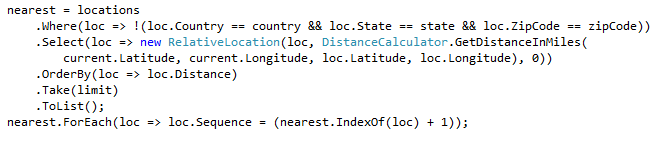 nearest = locations
.Where(loc => !(loc.Country == country && loc.State == state && loc.ZipCode == zipCode))
.Select(loc => new RelativeLocation(loc, DistanceCalculator.GetDistanceInMiles(
current.Latitude, current.Longitude, loc.Latitude, loc.Longitude), 0))
.OrderBy(loc => loc.Distance)
.Take(limit)
.ToList();
nearest.ForEach(loc => loc.Sequence = (nearest.IndexOf(loc) + 1));